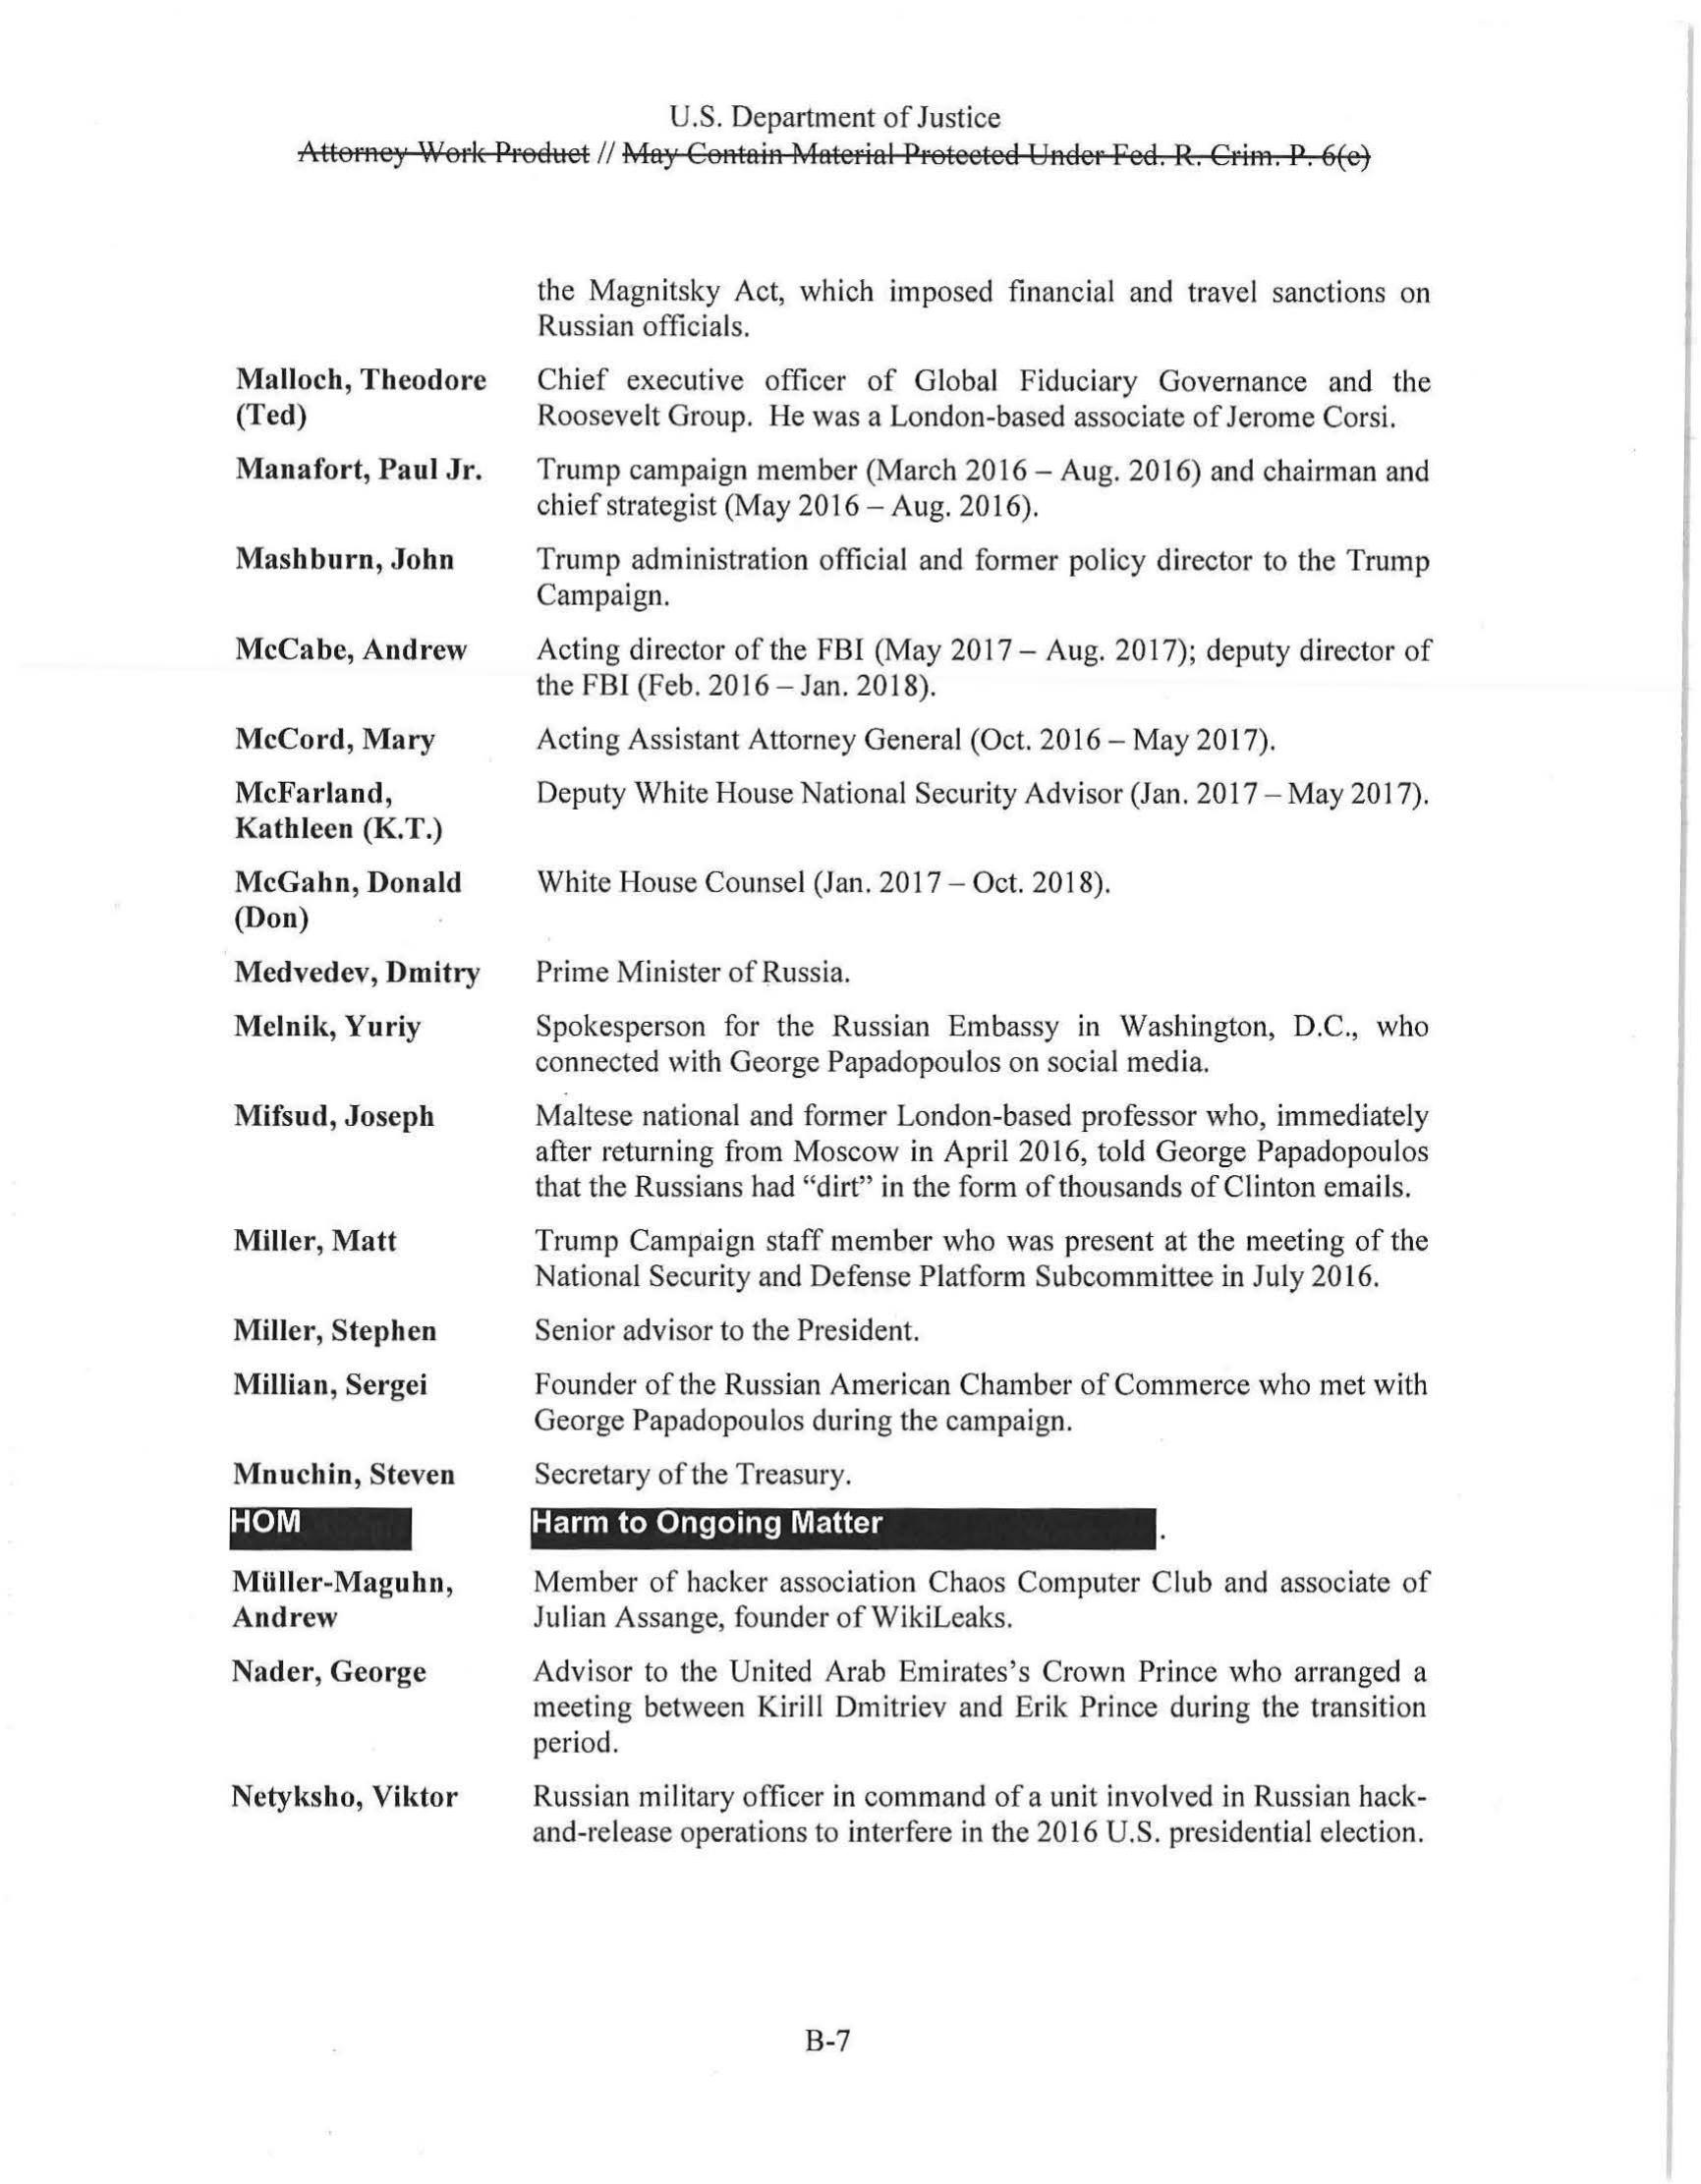 U.S. Department of Justice
Attorney Work Product // May Contain Material Protected Under Fed. R. Crim. P. 6(e)
the Magnitsky Act, which imposed financial and travel sanctions on
Russian officials.
Malloch, Theodore Chief executive officer of Global Fiduciary Governance and the
(Ted) Roosevelt Group. He was a London-based associate of Jerome Corsi.
Manafort, Paul Jr. Trump campaign member (March 2016 – Aug. 2016) and chairman and
chief strategist (May 2016 – Aug. 2016).
Mashburn, John Trump administration official and former policy director to the Trump
Campaign.
McCabe, Andrew Acting director of the FBI (May 2017 – Aug. 2017); deputy director of
the FBI (Feb. 2016 – Jan. 2018).
McCord, Mary Acting Assistant Attorney General (Oct. 2016 – May 2017).
McFarland, Deputy White House National Security Advisor (Jan. 2017 – May 2017).
Kathleen (K.T.)
McGahn, Donald White House Counsel (Jan. 2017 – Oct. 2018).
(Don)
Medvedev, Dmitry Prime Minister of Russia.
Melnik, Yuriy Spokesperson for the Russian Embassy in Washington, D.C., who
connected with George Papadopoulos on social media.
Mifsud, Joseph Maltese national and former London-based professor who, immediately
after returning from Moscow in April 2016, told George Papadopoulos
that the Russians had “dirt” in the form of thousands of Clinton emails.
Miller, Matt Trump Campaign staff member who was present at the meeting of the
National Security and Defense Platform Subcommittee in July 2016.
Miller, Stephen Senior advisor to the President.
Millian, Sergei Founder of the Russian American Chamber of Commerce who met with
George Papadopoulos during the campaign.
Mnuchin, Steven Secretary of the Treasury.
HOM Harm to Ongoing Matter .
Müller-Maguhn, Member of hacker association Chaos Computer Club and associate of
Andrew Julian Assange, founder of WikiLeaks.
Nader, George Advisor to the United Arab Emirates’s Crown Prince who arranged a
meeting between Kirill Dmitriev and Erik Prince during the transition
period.
Netyksho, Viktor Russian military officer in command of a unit involved in Russian hack-
and-release operations to interfere in the 2016 U.S. presidential election.
B-7